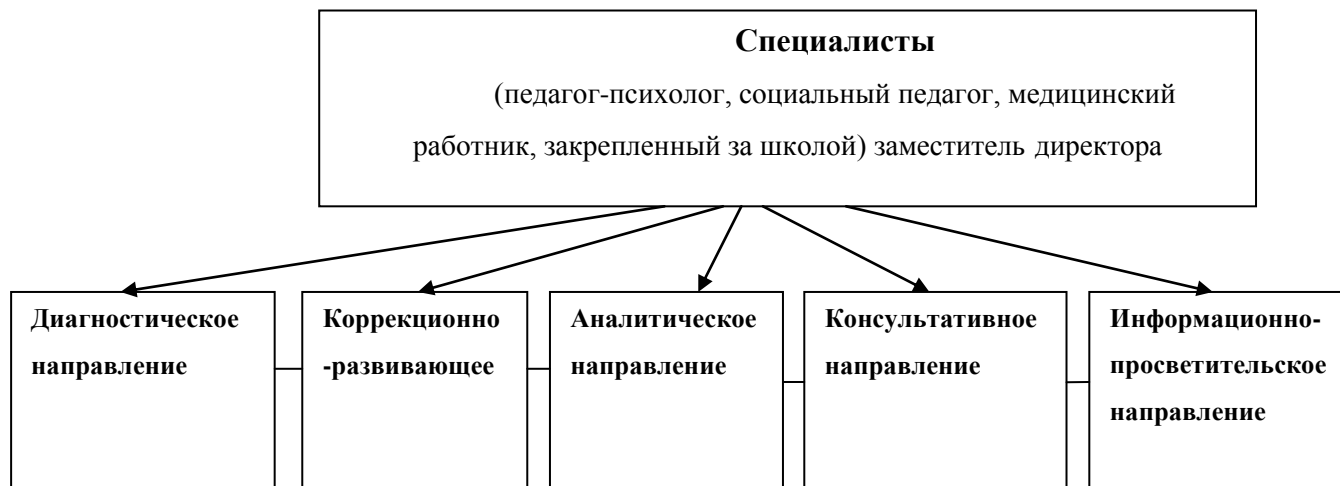 Специалисты
(педагог-психолог, социальный педагог, медицинский
работник, закрепленный за школой) заместитель директора
Диагностическое
направление
Коррекционно
-развивающее
Аналитическое
направление
Консультативное
направление
Информационно-
просветительское
направление